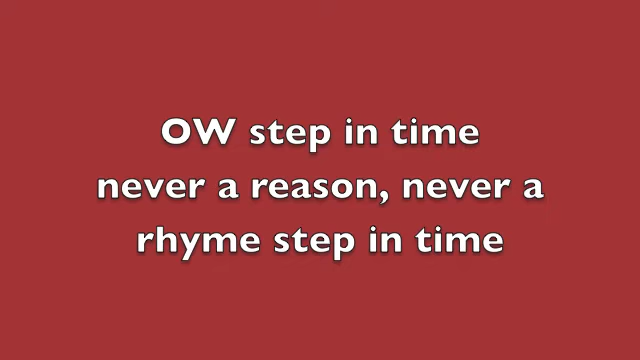 OW step in time
never a reason, never a
rhyme step in time